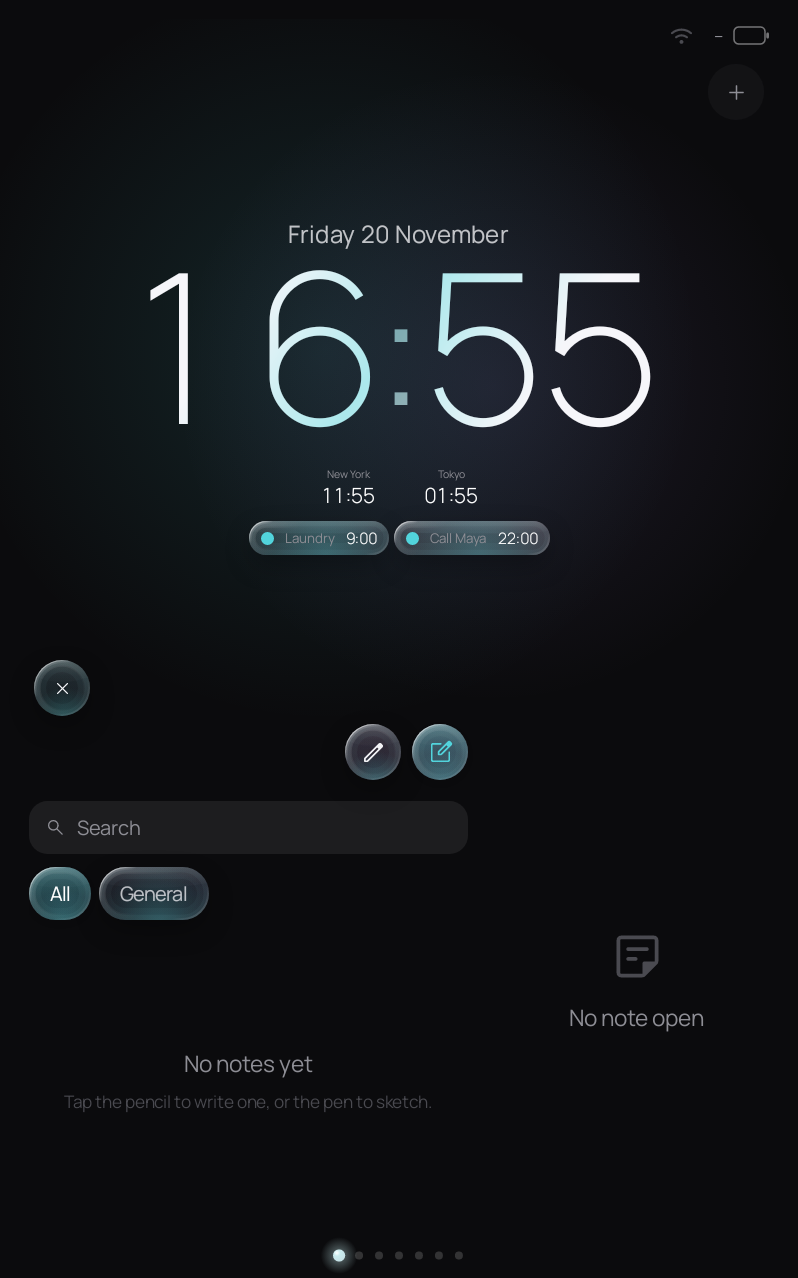 –
Friday 20 November
16:55
New York Tokyo
11:55 01:55
Laundry 9:00 Call Maya 22:00
Search
All General
No note open
No notes yet
Tap the pencil to write one, or the pen to sketch.